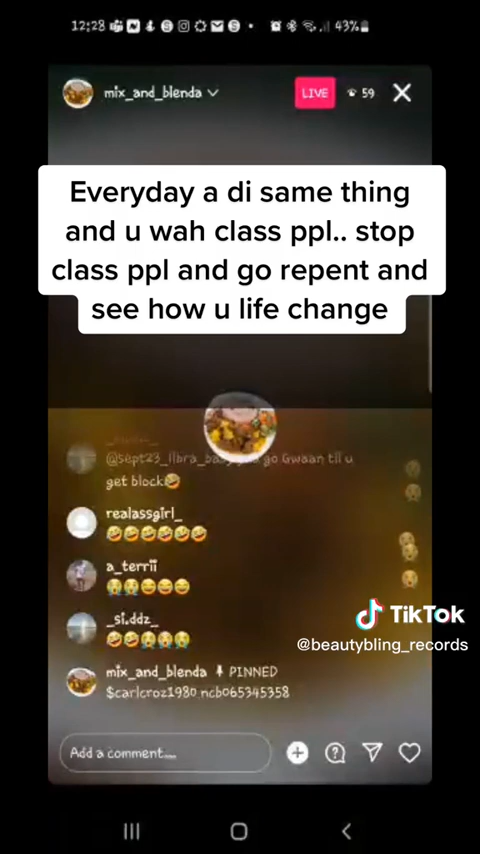 12:28
43%
mix_and_blenda
LIVE
59
Everyday a di same thing
and u wah class ppl.. stop
class ppl and go repent and
see how u life change
go Gwaan til u
get block🤣
realassgirl_
🤣🤣🤣🤣🤣🤣
a_terrii
😭😭😂😂😂
_si.ddz_
🤣🤣😭😭😭
mix_and_blenda PINNED
$carlcroz1980 ncb065345358
TikTok
@beautybling_records
Add a comment...